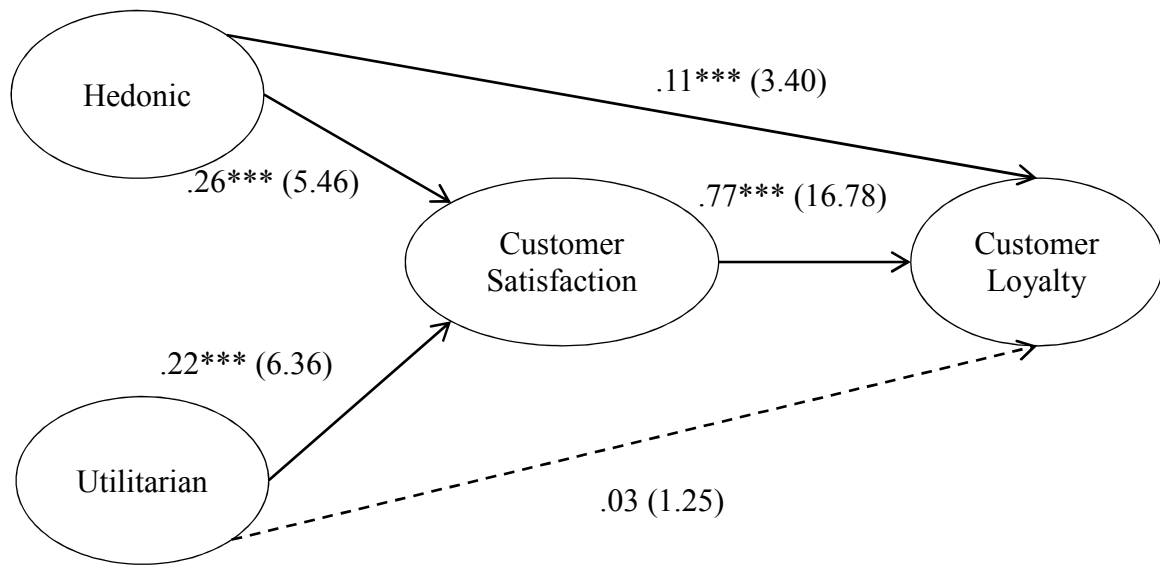 Hedonic
.11*** (3.40)
.26*** (5.46)
.77*** (16.78)
Customer
Satisfaction
Customer
Loyalty
.22*** (6.36)
Utilitarian
.03 (1.25)